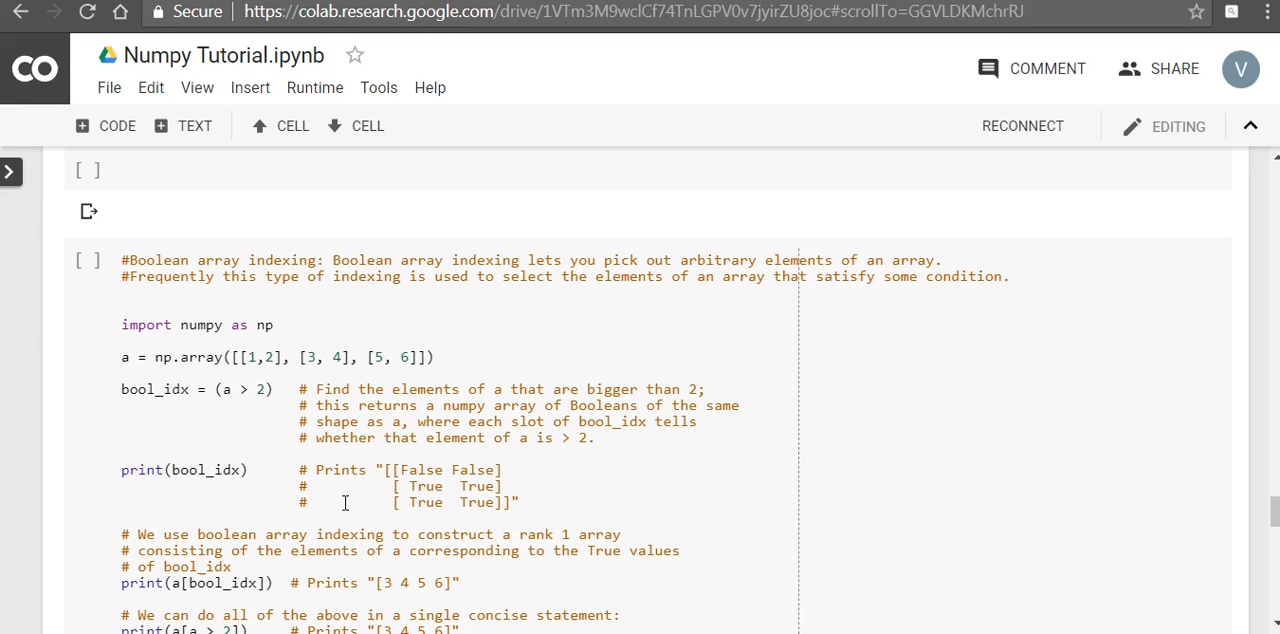 Secure https://colab.research.google.com/drive/1VTm3M9wclCf74TnLGPV0v7jyirZU8joc#scrollTo=GGVLDKMchrRJ
CO Numpy Tutorial.ipynb
COMMENT SHARE V
File Edit View Insert Runtime Tools Help
CODE TEXT CELL CELL RECONNECT EDITING
[ ]
[ ] #Boolean array indexing: Boolean array indexing lets you pick out arbitrary elements of an array.
#Frequently this type of indexing is used to select the elements of an array that satisfy some condition.
import numpy as np
a = np.array([[1,2], [3, 4], [5, 6]])
bool_idx = (a > 2) # Find the elements of a that are bigger than 2;
# this returns a numpy array of Booleans of the same
# shape as a, where each slot of bool_idx tells
# whether that element of a is > 2.
print(bool_idx) # Prints "[[False False]
# [ True True]
# [ True True]]"
# We use boolean array indexing to construct a rank 1 array
# consisting of the elements of a corresponding to the True values
# of bool_idx
print(a[bool_idx]) # Prints "[3 4 5 6]"
# We can do all of the above in a single concise statement:
print(a[a > 2]) # Prints "[3 4 5 6]"